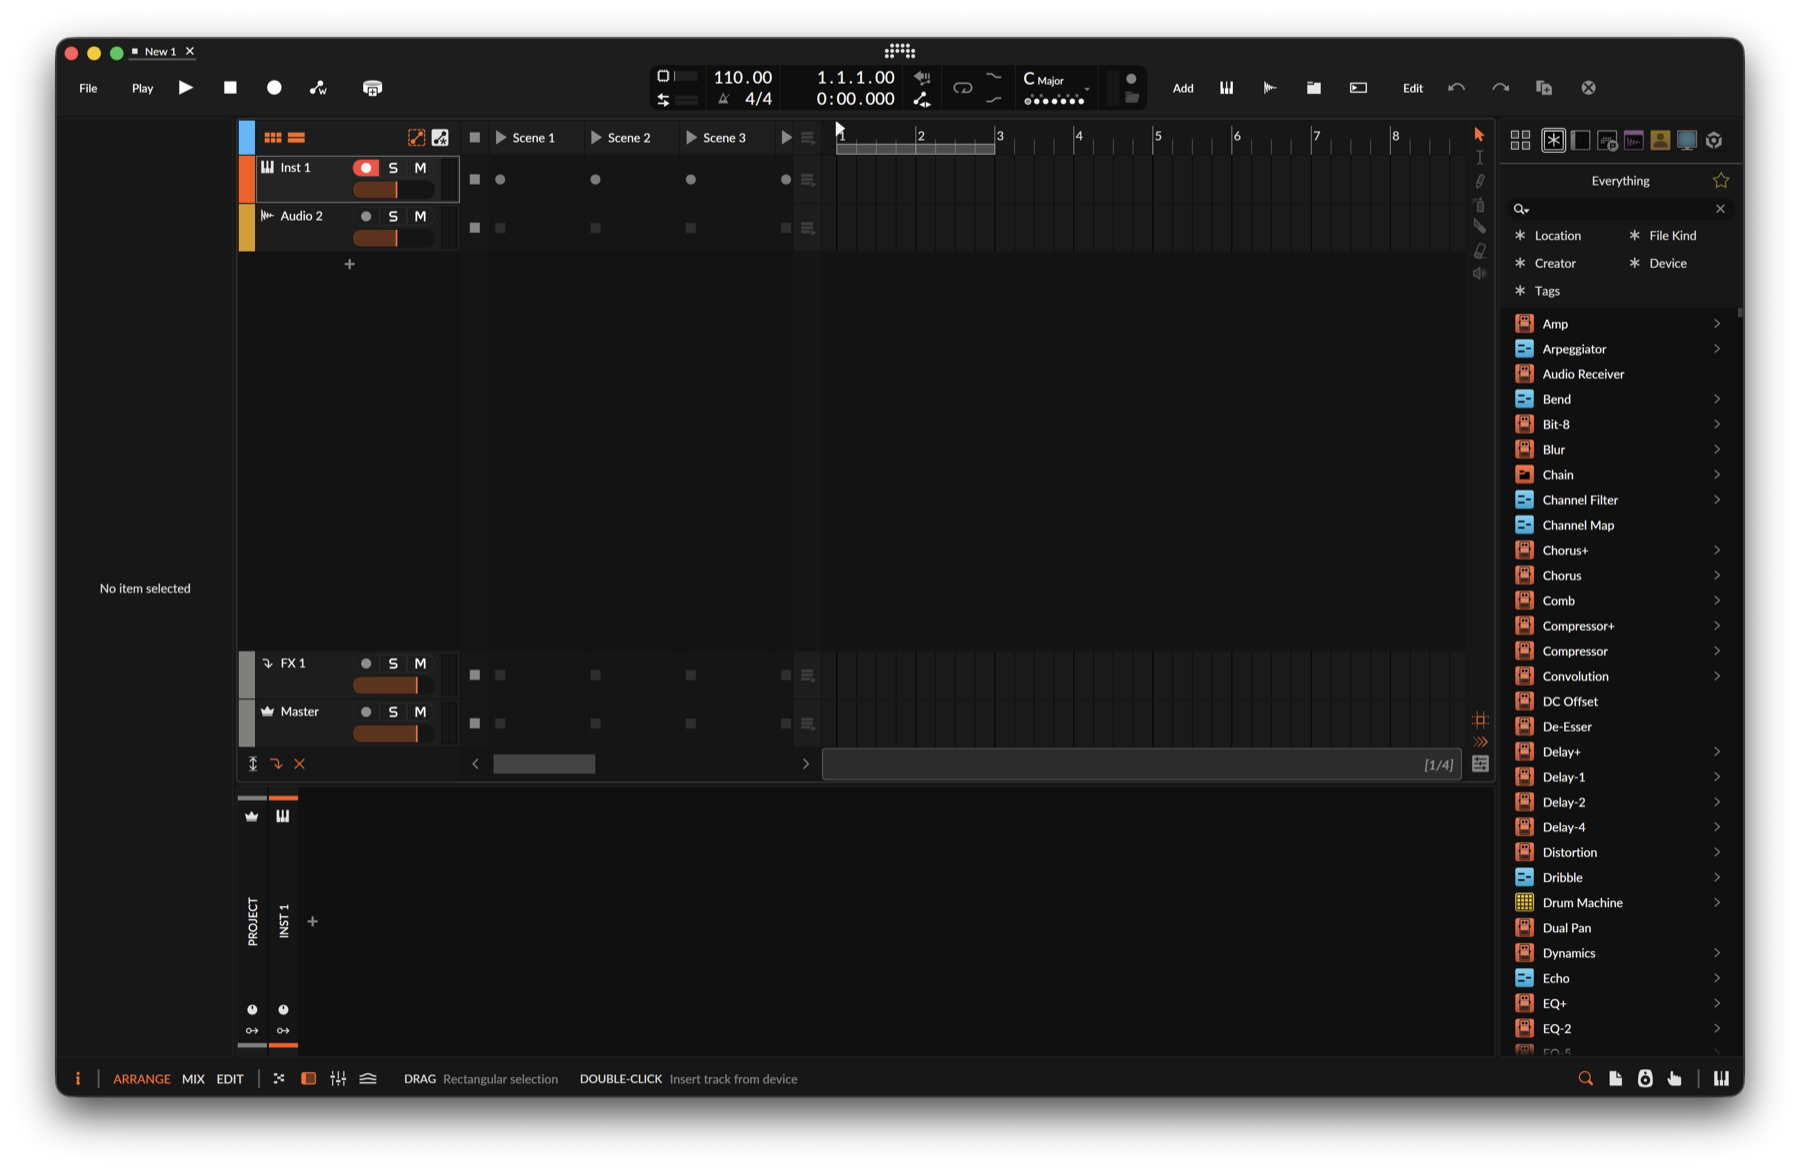 New 1
File Play 110.00 4/4 1.1.1.00 0:00.000 C Major Add Edit
Scene 1 Scene 2 Scene 3 1 2 3 4 5 6 7 8
Inst 1 S M
Audio 2 S M
+
No item selected
FX 1 S M
Master S M
[1/4]
PROJECT
INST 1
+
Everything
Location File Kind
Creator Device
Tags
Amp
Arpeggiator
Audio Receiver
Bend
Bit-8
Blur
Chain
Channel Filter
Channel Map
Chorus+
Chorus
Comb
Compressor+
Compressor
Convolution
DC Offset
De-Esser
Delay+
Delay-1
Delay-2
Delay-4
Distortion
Dribble
Drum Machine
Dual Pan
Dynamics
Echo
EQ+
EQ-2
EQ-5
i ARRANGE MIX EDIT DRAG Rectangular selection DOUBLE-CLICK Insert track from device